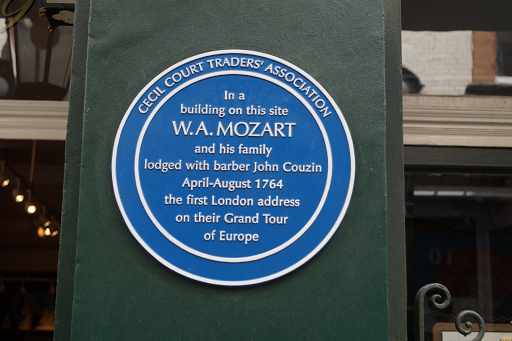 CECIL COURT TRADERS' ASSOCIATION
In a
building on this site
W.A. MOZART
and his family
lodged with barber John Couzin
April-August 1764
the first London address
on their Grand Tour
of Europe